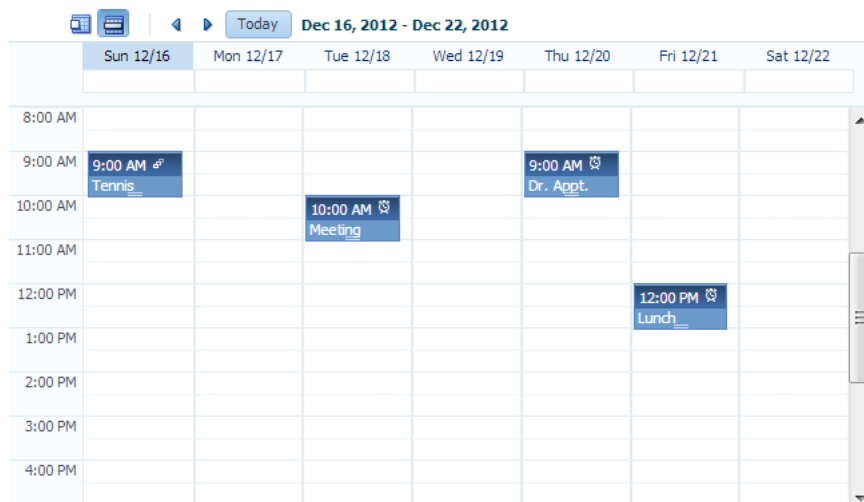 Today Dec 16, 2012 - Dec 22, 2012
Sun 12/16 Mon 12/17 Tue 12/18 Wed 12/19 Thu 12/20 Fri 12/21 Sat 12/22
8:00 AM
9:00 AM 9:00 AM 9:00 AM
Tennis Dr. Appt.
10:00 AM 10:00 AM
Meeting
11:00 AM
12:00 PM 12:00 PM
Lunch
1:00 PM
2:00 PM
3:00 PM
4:00 PM